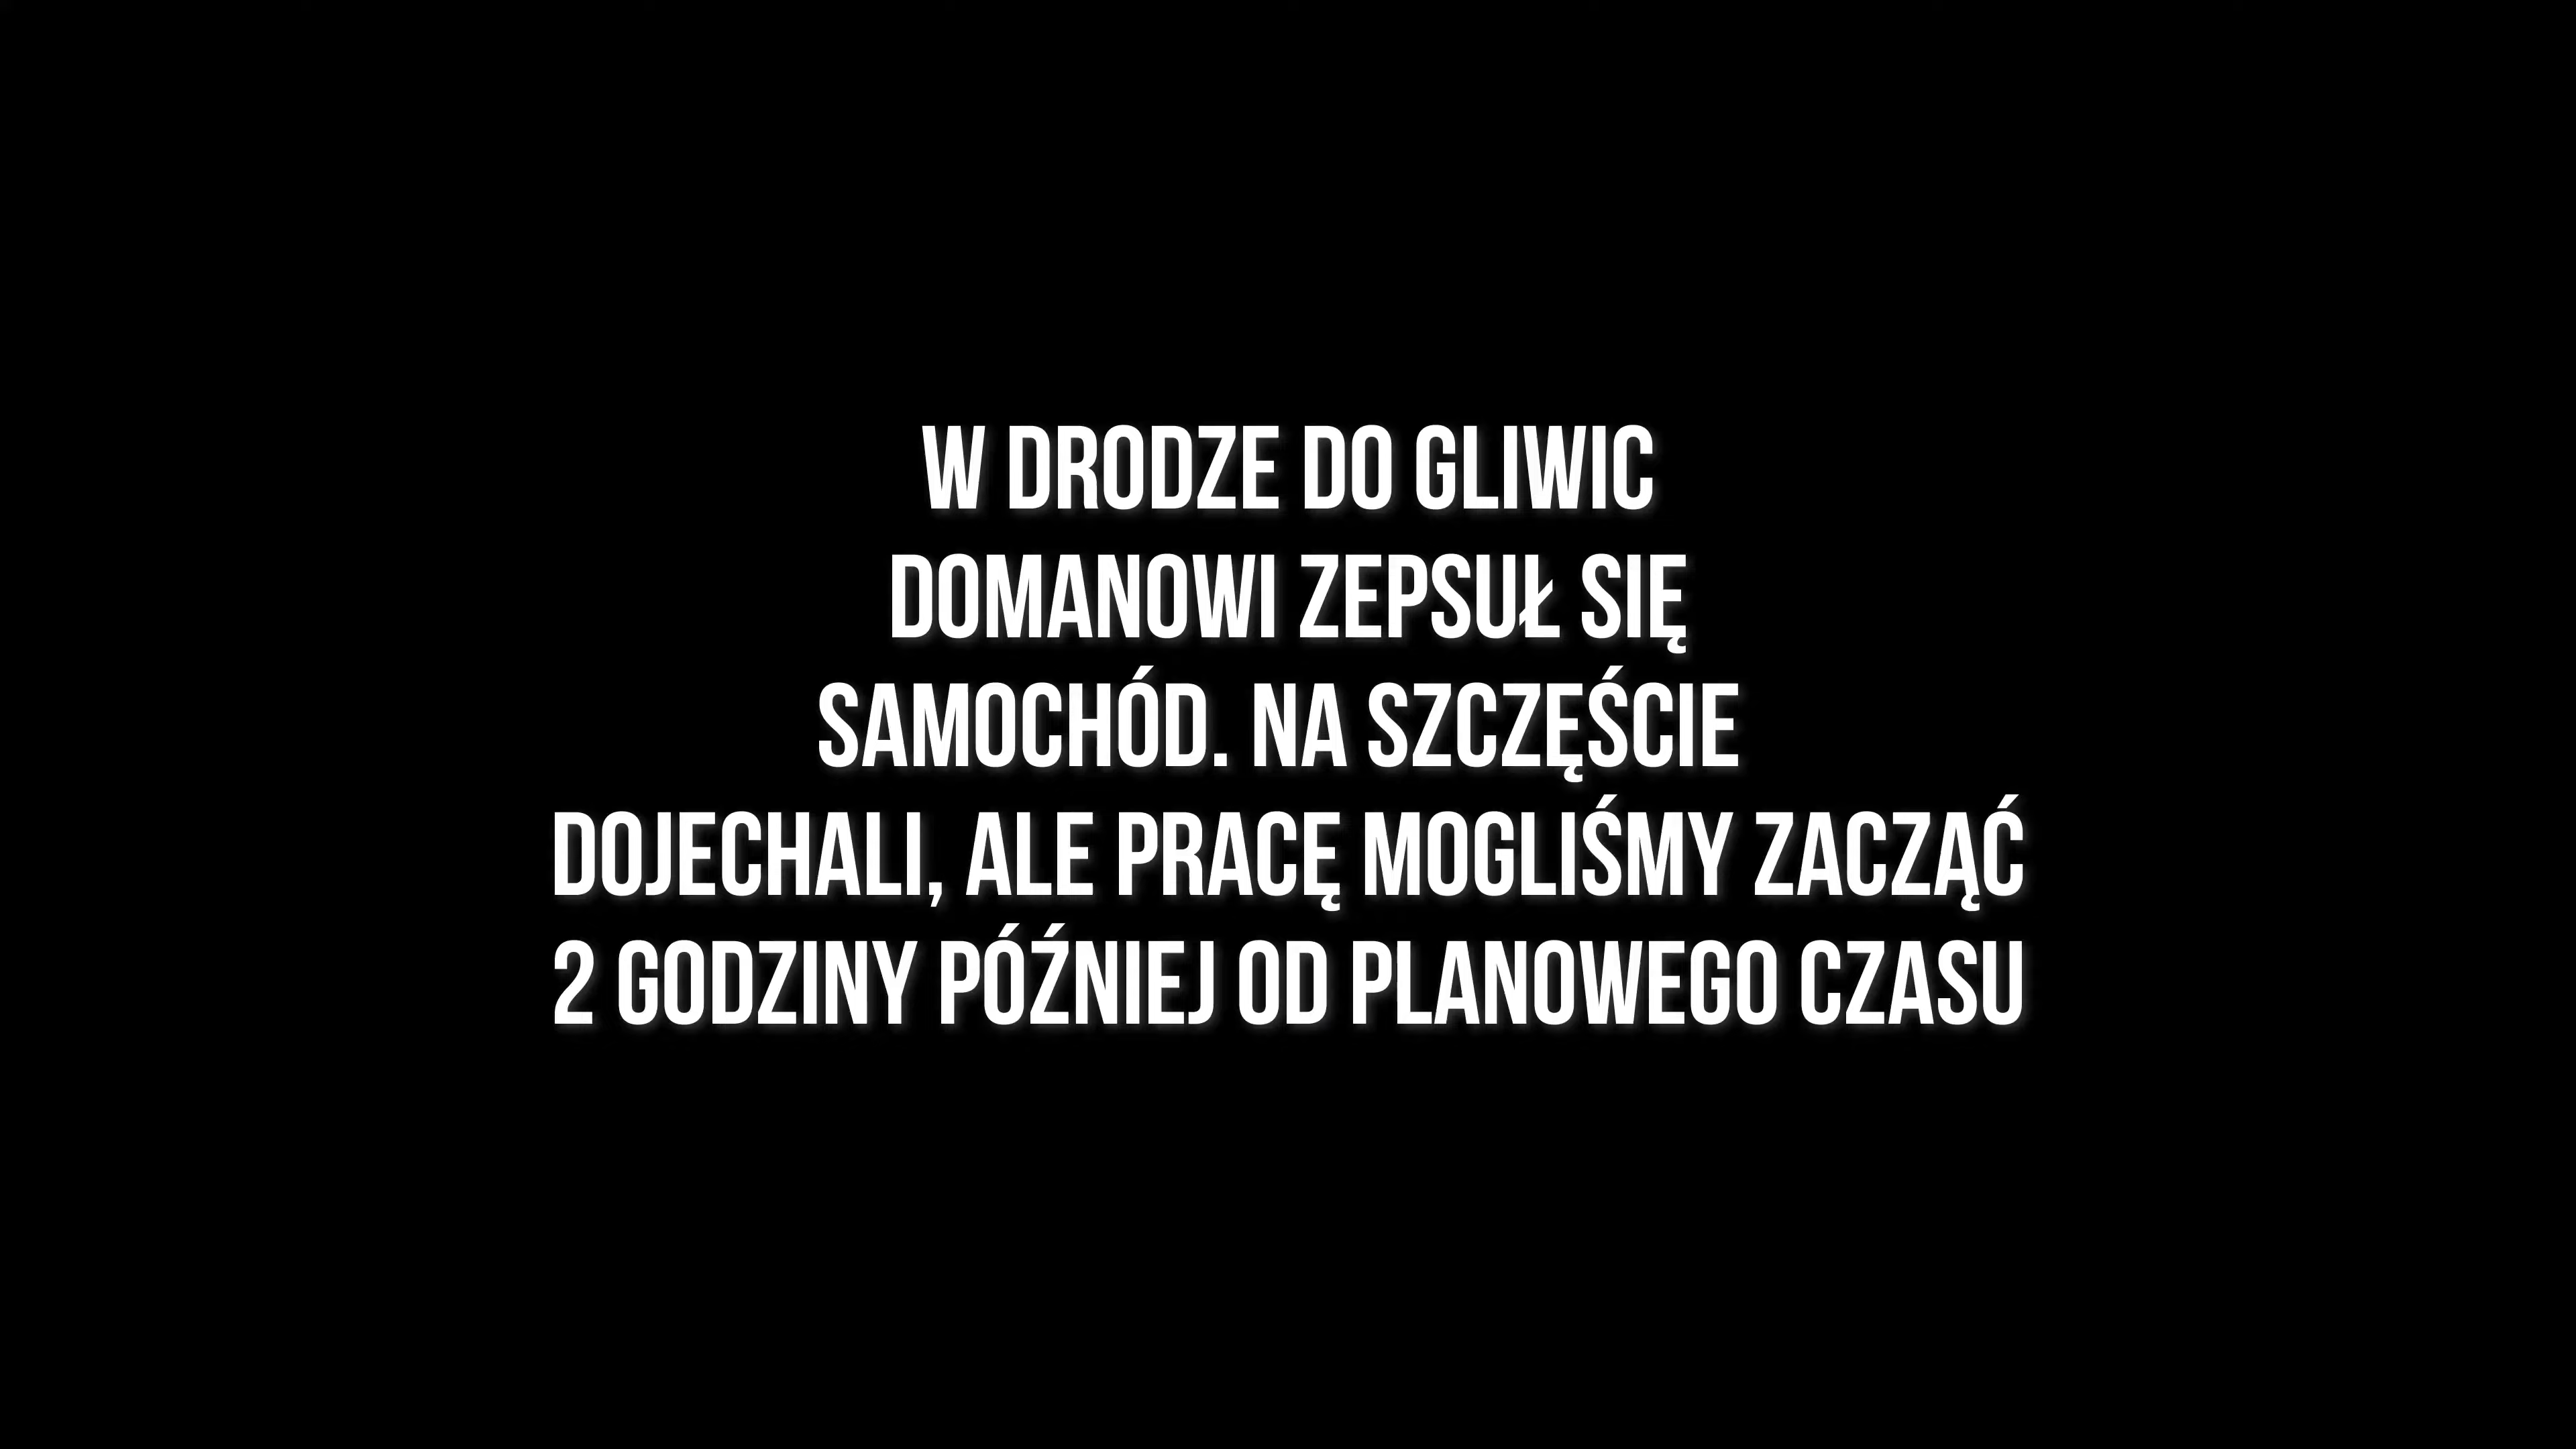 W DRODZE DO GLIWIC
DOMANOWI ZEPSUŁ SIĘ
SAMOCHÓD. NA SZCZĘŚCIE
DOJECHALI, ALE PRACĘ MOGLIŚMY ZACZĄĆ
2 GODZINY PÓŹNIEJ OD PLANOWEGO CZASU